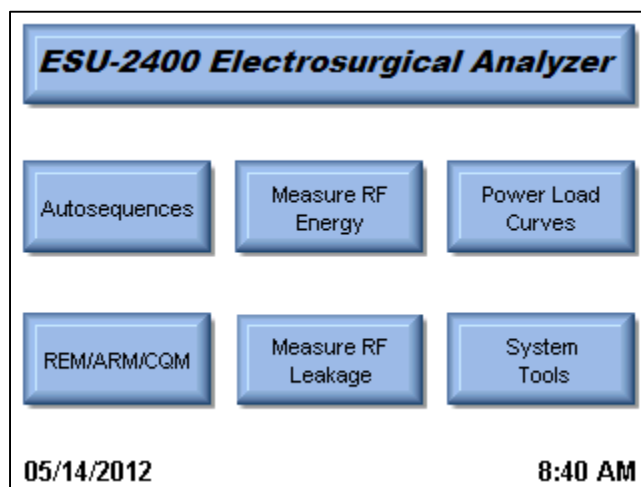 ESU-2400 Electrosurgical Analyzer
Autosequences
Measure RF
Energy
Power Load
Curves
REM/ARM/CQM
Measure RF
Leakage
System
Tools
05/14/2012
8:40 AM